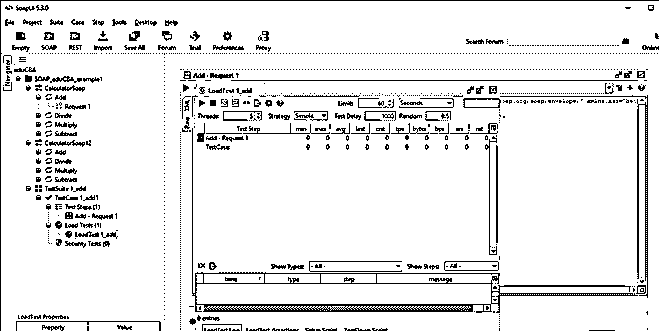 SoapUI 5.3.0
File Project Suite Case Step Tools Desktop Help
Empty SOAP REST Import Save All Forum Trial Preferences Proxy
Search Forum
Online
Navigator
eduCBA
SOAP_eduCBA_example1
CalculatorSoap
Add
Request 1
Divide
Multiply
Subtract
CalculatorSoap12
Add
Divide
Multiply
Subtract
TestSuite 1_add
TestCase 1_add1
Test Steps (1)
Add - Request 1
Load Tests (1)
LoadTest 1_add
Security Tests (0)
Add - Request 1
LoadTest 1_add
Limit: 60 Seconds
Threads: 5 Strategy Simple Test Delay 1000 Random 0.5
Test Step min max avg last cnt tps bytes bps err rat
Add - Request 1 0 0 0 0 0 0 0 0 0 0
TestCase: 0 0 0 0 0 0 0 0 0 0
Show Types: - All - Show Steps: - All -
time type step message
0 entries
LoadTest Log LoadTest Assertions Setup Script TearDown Script
LoadTest Properties
Property Value